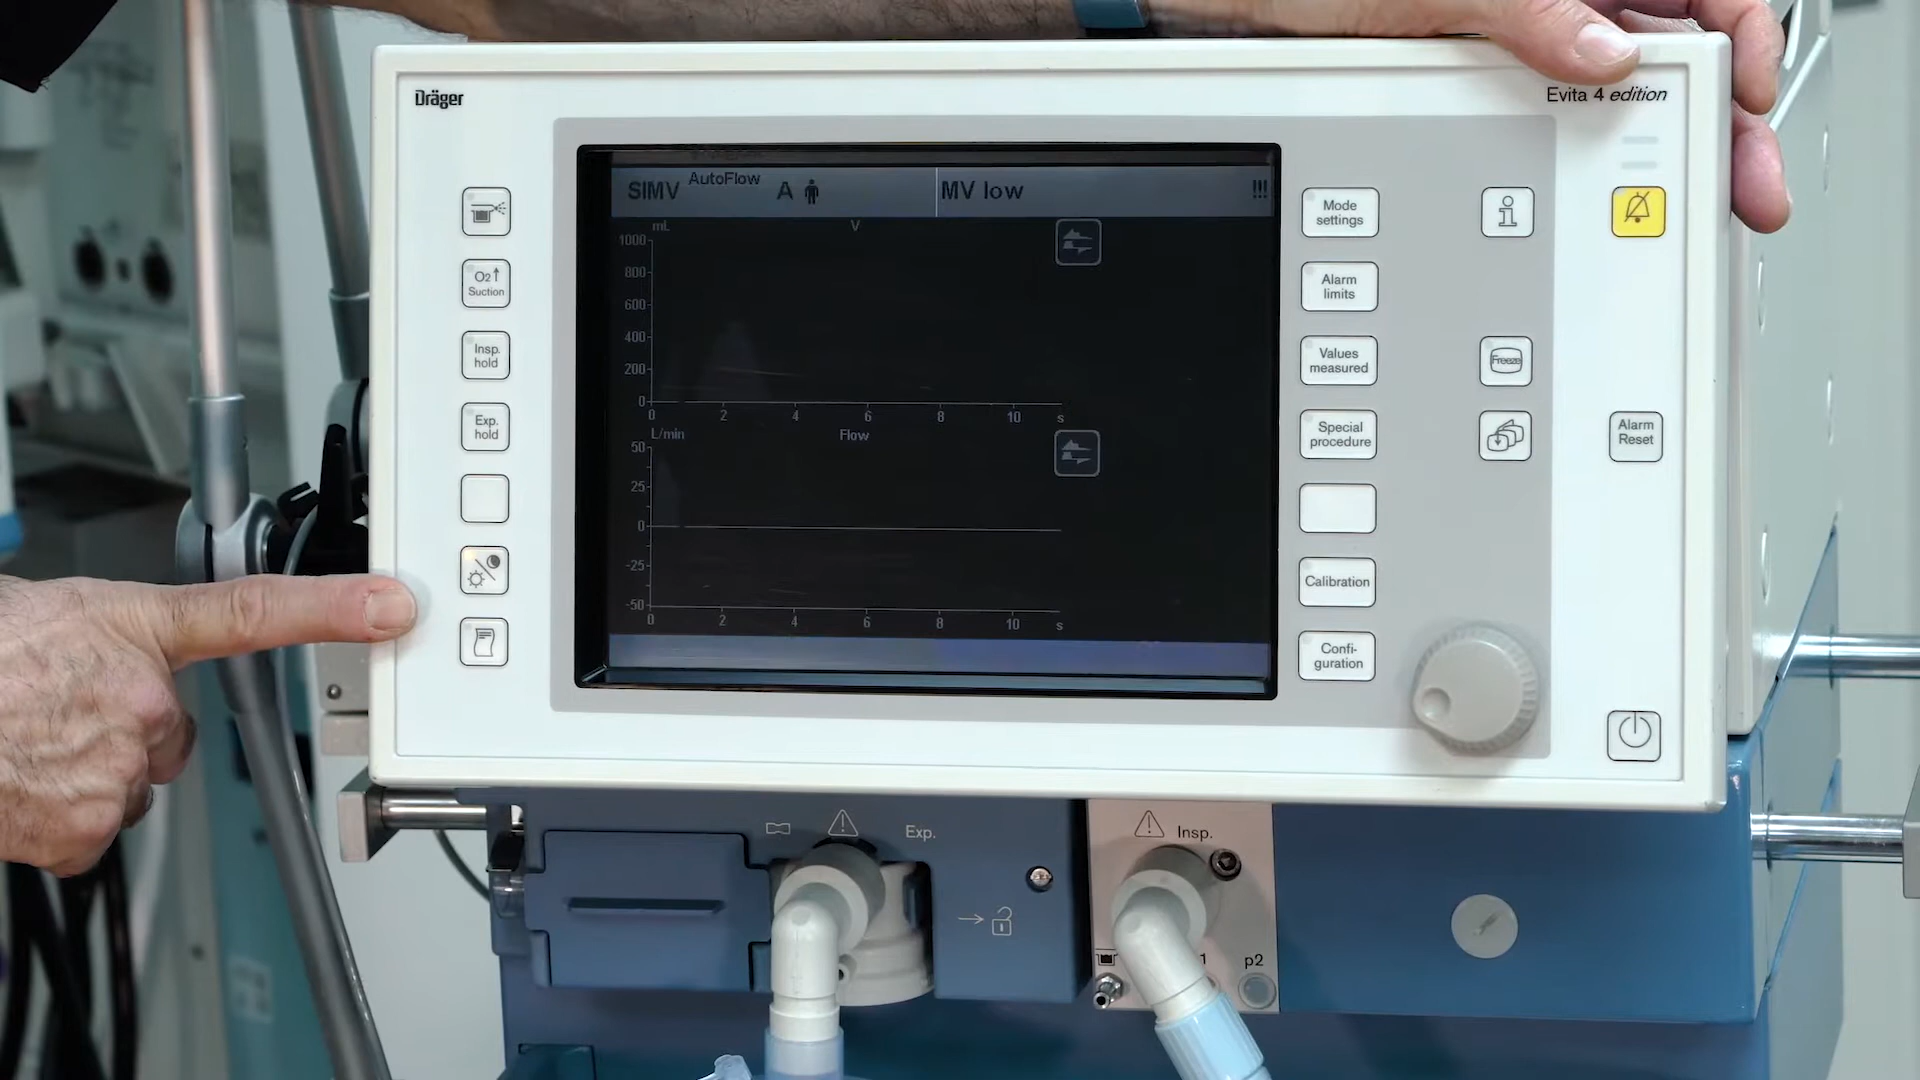 Dräger
Evita 4 edition
SIMV AutoFlow A MV low !!!
mL V
1000
800
600
400
200
0
0 2 4 6 8 10 s
L/min Flow
50
25
0
-25
-50
0 2 4 6 8 10 s
O2↑
Suction
Insp.
hold
Exp.
hold
Mode
settings
Alarm
limits
Values
measured
Special
procedure
Calibration
Confi-
guration
i
Freeze
Alarm
Reset
Exp.
Insp.
1
p2